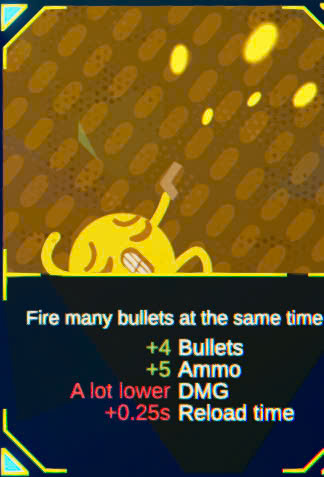 Fire many bullets at the same time
+4 Bullets
+5 Ammo
A lot lower DMG
+0.25s Reload time